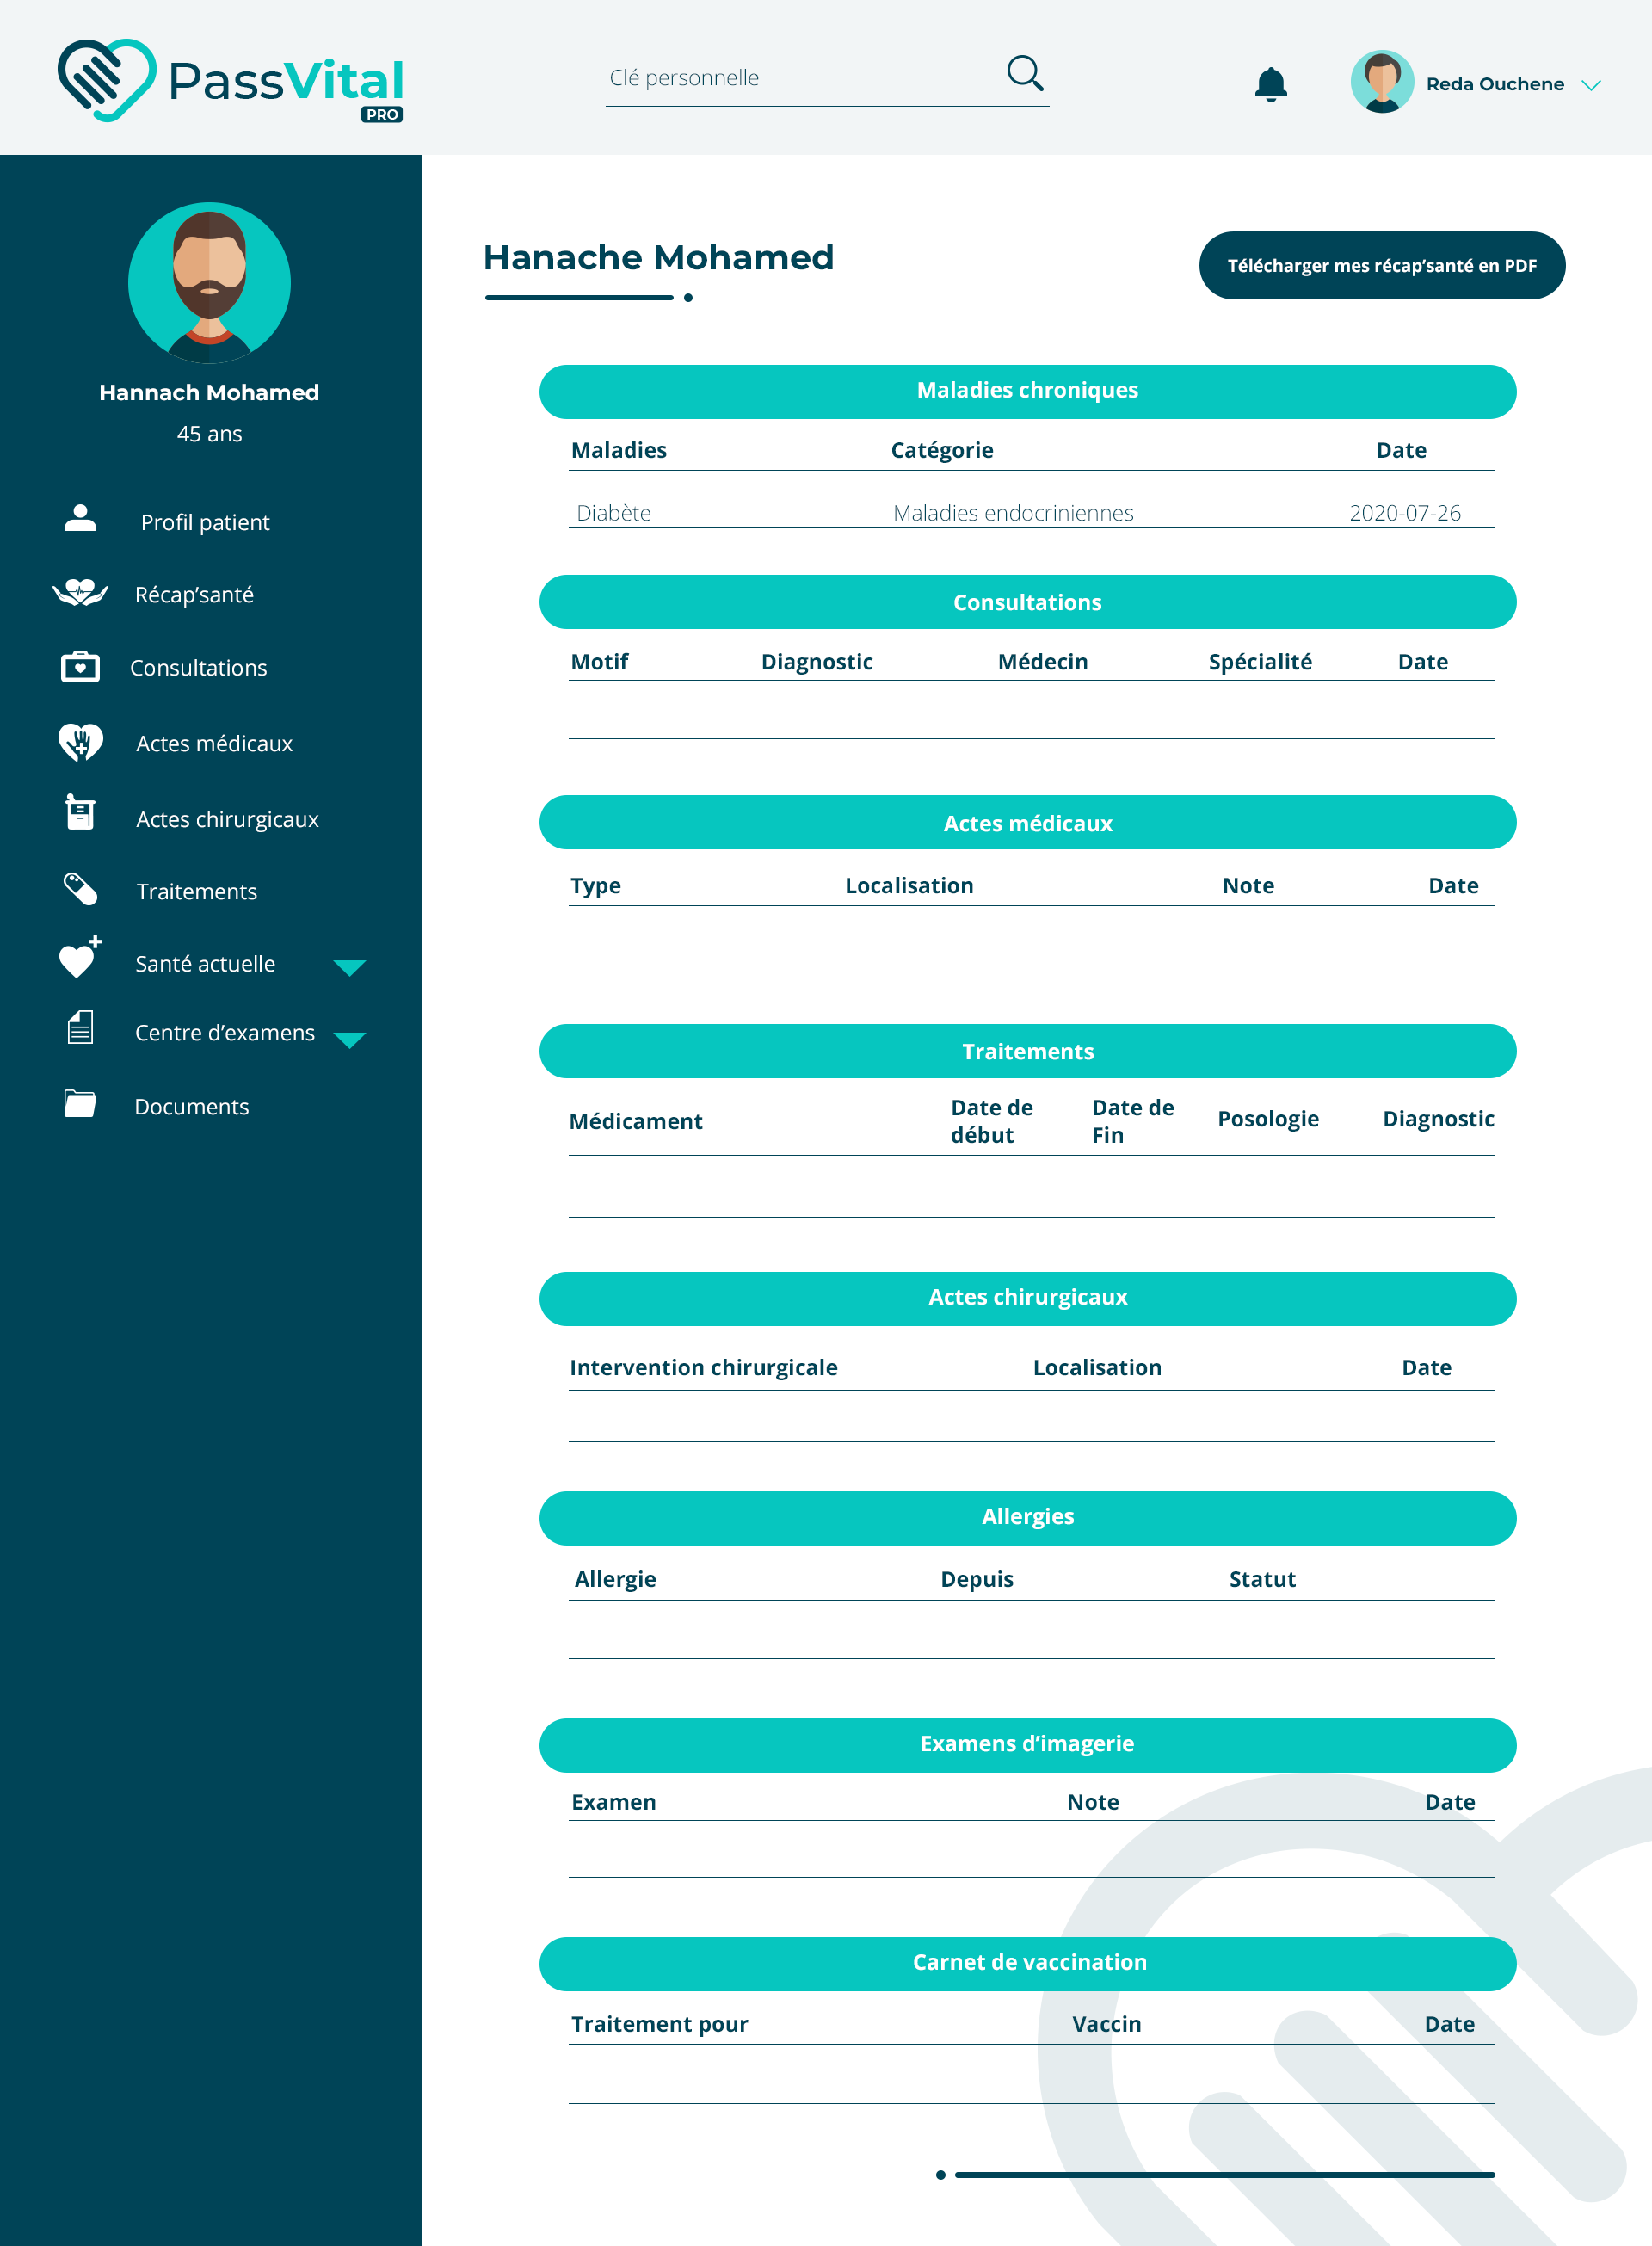 PassVital
PRO
Clé personnelle
Reda Ouchene
Hannach Mohamed
45 ans
Profil patient
Récap’santé
Consultations
Actes médicaux
Actes chirurgicaux
Traitements
Santé actuelle
Centre d’examens
Documents
Hanache Mohamed
Télécharger mes récap’santé en PDF
Maladies chroniques
Maladies Catégorie Date
Diabète Maladies endocriniennes 2020-07-26
Consultations
Motif Diagnostic Médecin Spécialité Date
Actes médicaux
Type Localisation Note Date
Traitements
Médicament Date de début Date de Fin Posologie Diagnostic
Actes chirurgicaux
Intervention chirurgicale Localisation Date
Allergies
Allergie Depuis Statut
Examens d’imagerie
Examen Note Date
Carnet de vaccination
Traitement pour Vaccin Date